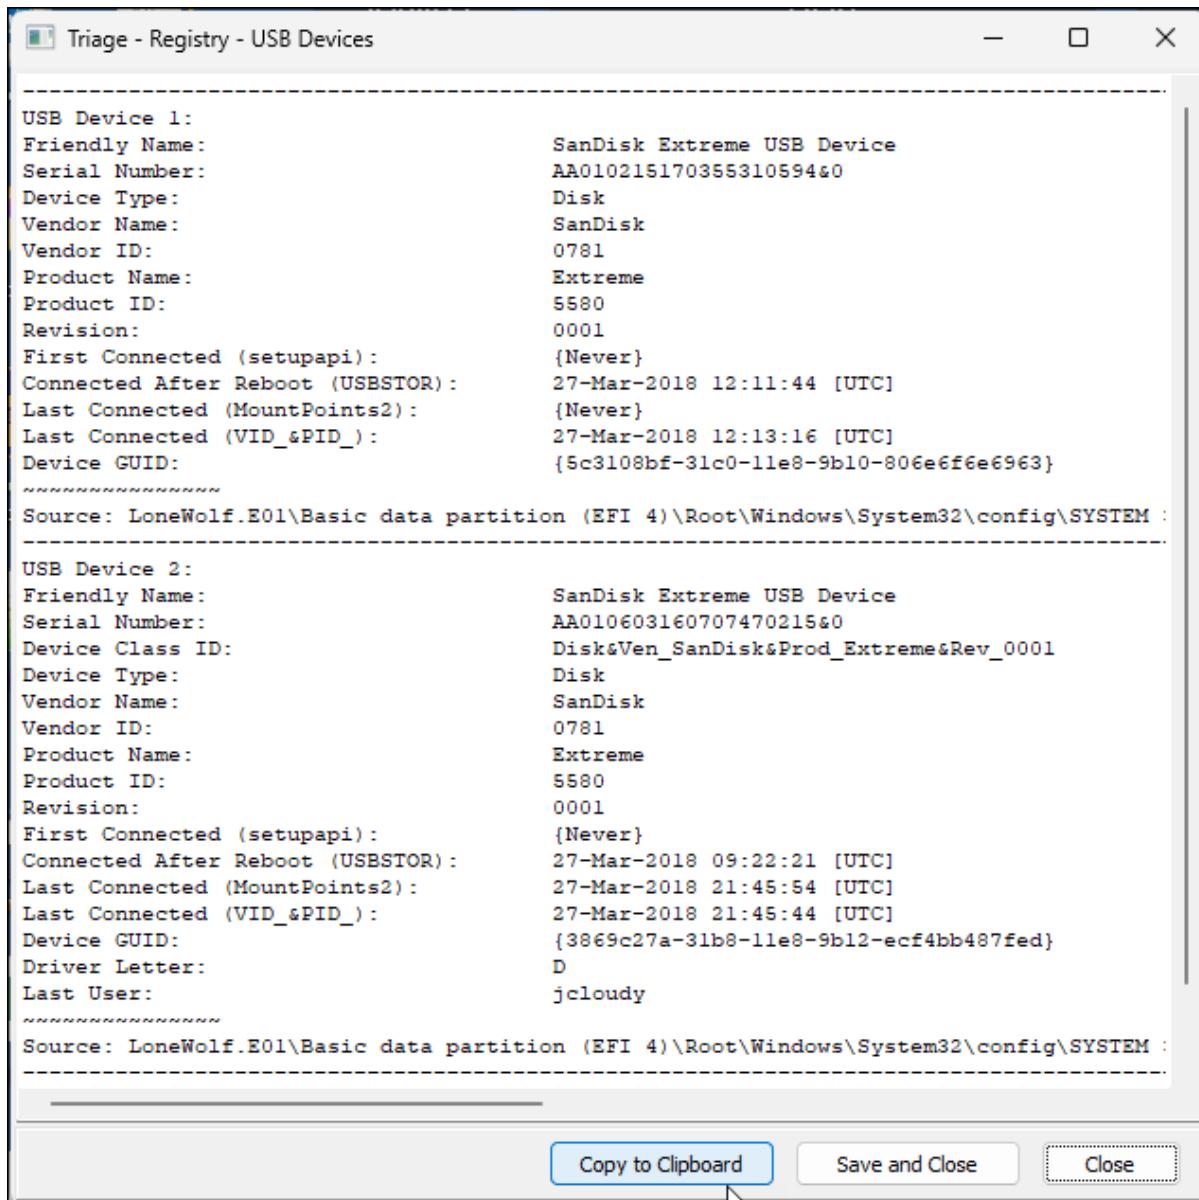 Triage - Registry - USB Devices
--------------------------------------------------------------------------------
USB Device 1:
Friendly Name: SanDisk Extreme USB Device
Serial Number: AA010215170355310594&0
Device Type: Disk
Vendor Name: SanDisk
Vendor ID: 0781
Product Name: Extreme
Product ID: 5580
Revision: 0001
First Connected (setupapi): {Never}
Connected After Reboot (USBSTOR): 27-Mar-2018 12:11:44 [UTC]
Last Connected (MountPoints2): {Never}
Last Connected (VID_&PID_): 27-Mar-2018 12:13:16 [UTC]
Device GUID: {5c3108bf-31c0-11e8-9b10-806e6f6e6963}
~~~~~~~~~~~~~~~
Source: LoneWolf.E01\Basic data partition (EFI 4)\Root\Windows\System32\config\SYSTEM
--------------------------------------------------------------------------------
USB Device 2:
Friendly Name: SanDisk Extreme USB Device
Serial Number: AA010603160707470215&0
Device Class ID: Disk&Ven_SanDisk&Prod_Extreme&Rev_0001
Device Type: Disk
Vendor Name: SanDisk
Vendor ID: 0781
Product Name: Extreme
Product ID: 5580
Revision: 0001
First Connected (setupapi): {Never}
Connected After Reboot (USBSTOR): 27-Mar-2018 09:22:21 [UTC]
Last Connected (MountPoints2): 27-Mar-2018 21:45:54 [UTC]
Last Connected (VID_&PID_): 27-Mar-2018 21:45:44 [UTC]
Device GUID: {3869c27a-31b8-11e8-9b12-ecf4bb487fed}
Driver Letter: D
Last User: jcloudy
~~~~~~~~~~~~~~~
Source: LoneWolf.E01\Basic data partition (EFI 4)\Root\Windows\System32\config\SYSTEM
--------------------------------------------------------------------------------
Copy to Clipboard Save and Close Close